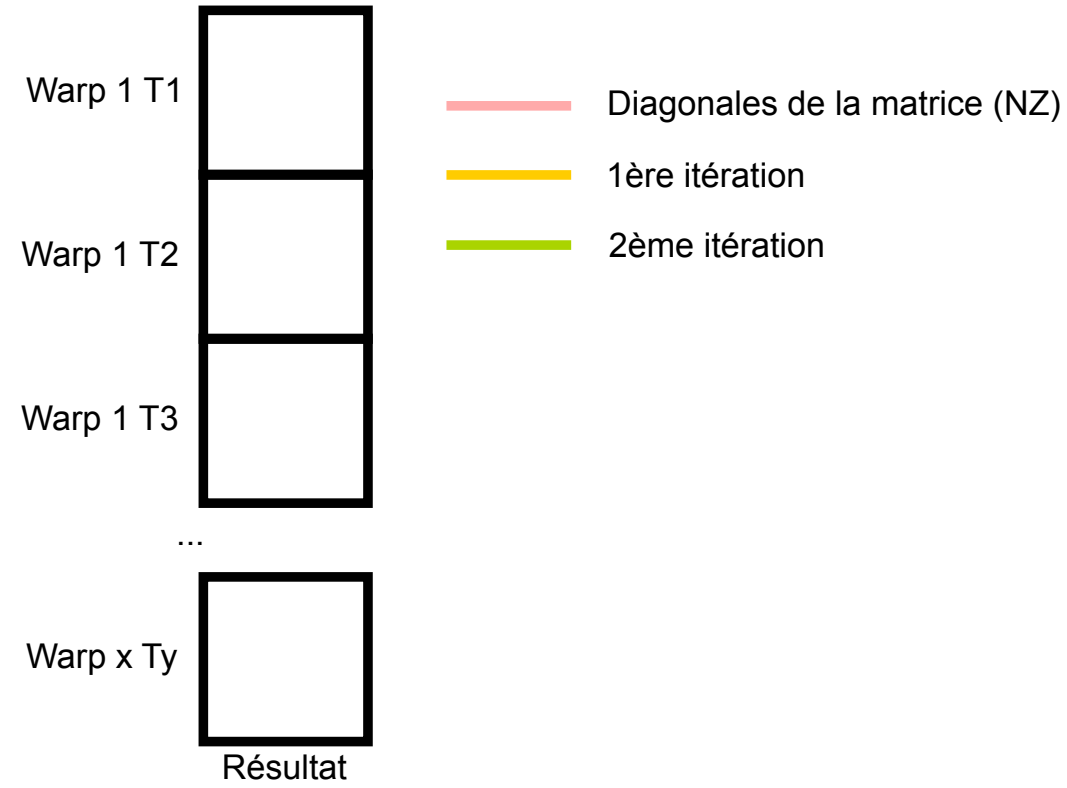 Warp 1 T1
Diagonales de la matrice (NZ)
1ère itération
Warp 1 T2
2ème itération
Warp 1 T3
...
Warp x Ty
Résultat